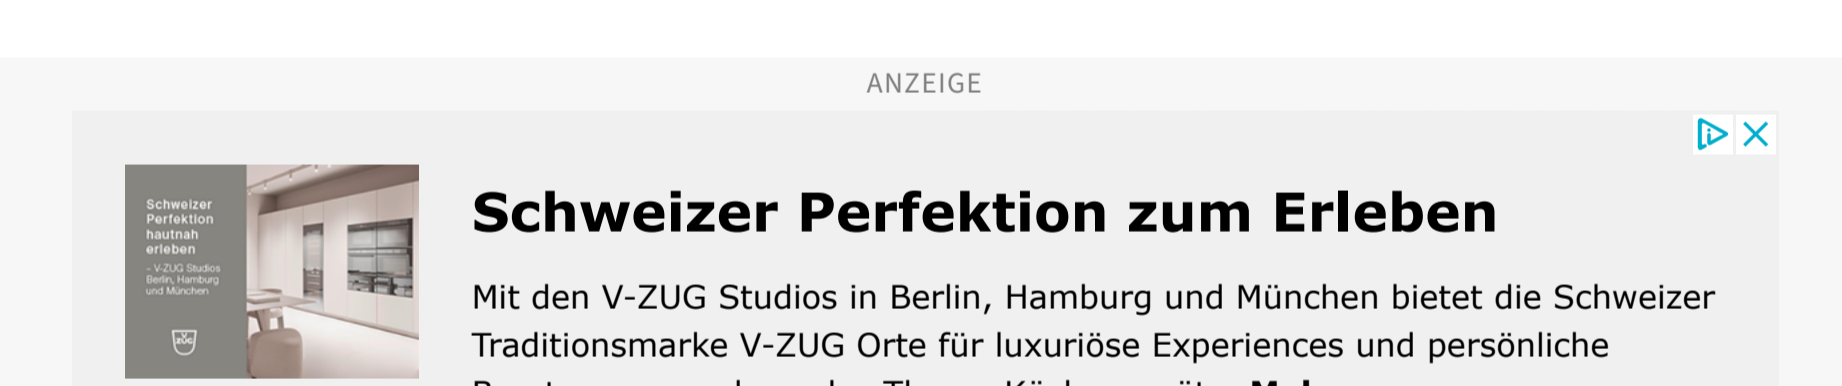 ANZEIGE
Schweizer
Perfektion
hautnah
erleben
– V-ZUG Studios
Berlin, Hamburg
und München
V
ZUG
Schweizer Perfektion zum Erleben
Mit den V-ZUG Studios in Berlin, Hamburg und München bietet die Schweizer
Traditionsmarke V-ZUG Orte für luxuriöse Experiences und persönliche